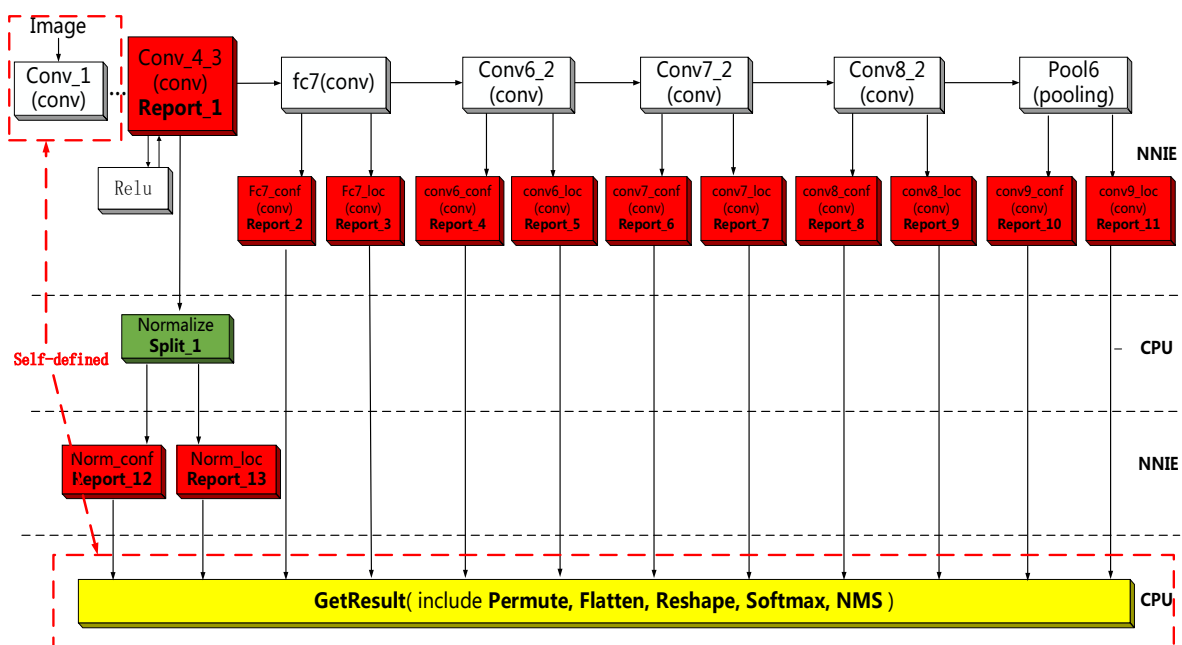 Image
Conv_1
(conv)
...
Conv_4_3
(conv)
Report_1
fc7(conv)
Conv6_2
(conv)
Conv7_2
(conv)
Conv8_2
(conv)
Pool6
(pooling)
NNIE
Relu
Fc7_conf
(conv)
Report_2
Fc7_loc
(conv)
Report_3
conv6_conf
(conv)
Report_4
conv6_loc
(conv)
Report_5
conv7_conf
(conv)
Report_6
conv7_loc
(conv)
Report_7
conv8_conf
(conv)
Report_8
conv8_loc
(conv)
Report_9
conv9_conf
(conv)
Report_10
conv9_loc
(conv)
Report_11
Normalize
Split_1
CPU
Self-defined
Norm_conf
Report_12
Norm_loc
Report_13
NNIE
GetResult( include Permute, Flatten, Reshape, Softmax, NMS )
CPU